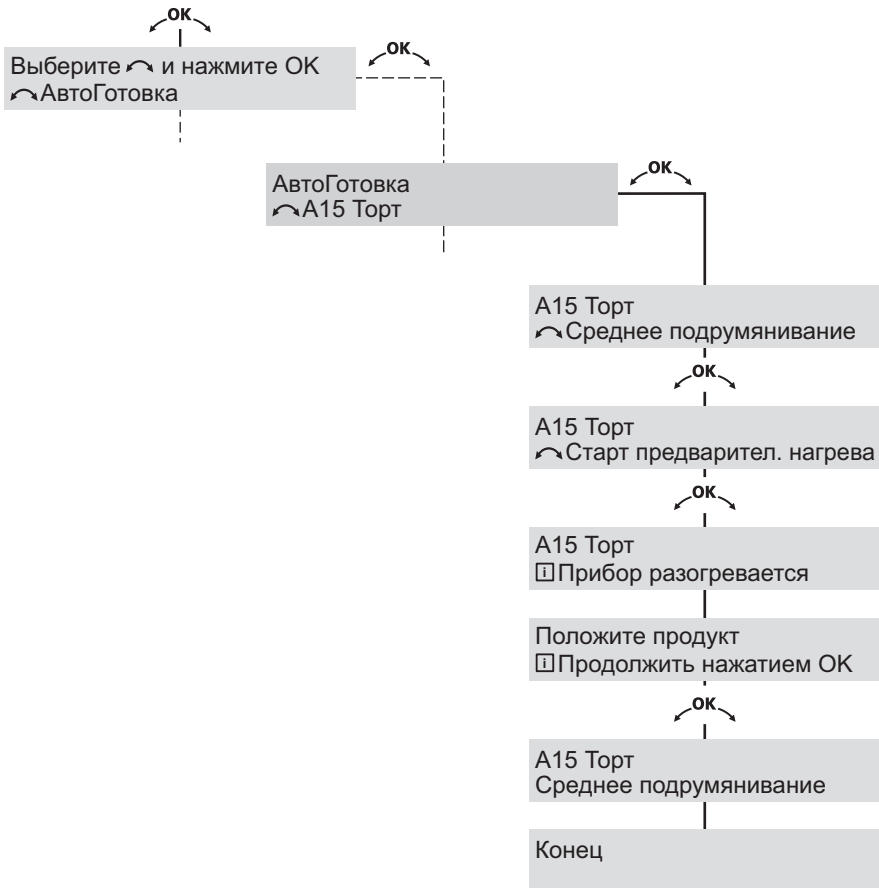 OK
Выберите и нажмите OK
АвтоГотовка
OK
АвтоГотовка
A15 Торт
OK
A15 Торт
Среднее подрумянивание
OK
A15 Торт
Старт предварител. нагрева
OK
A15 Торт
i Прибор разогревается
Положите продукт
i Продолжить нажатием OK
OK
A15 Торт
Среднее подрумянивание
Конец